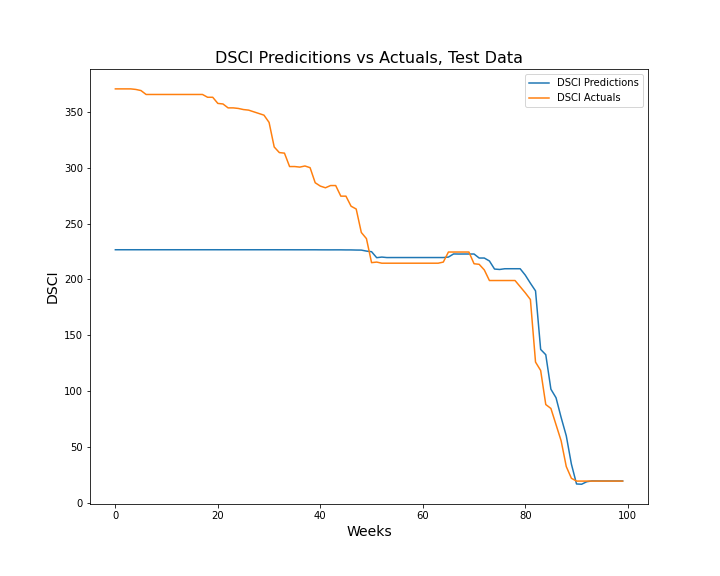 DSCI Predicitions vs Actuals, Test Data
DSCI Predictions
DSCI Actuals
350
300
250
200
150
100
50
0
DSCI
0 20 40 60 80 100
Weeks